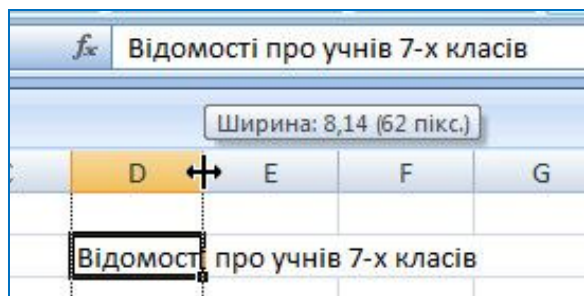 fx Відомості про учнів 7-х класів
Ширина: 8,14 (62 пікс.)
D E F G
Відомості про учнів 7-х класів